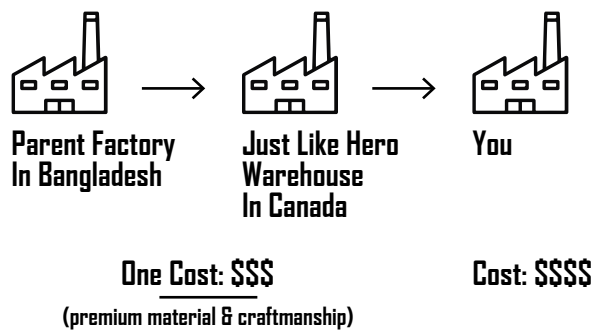 Parent Factory
In Bangladesh
Just Like Hero
Warehouse
In Canada
You
One Cost: $$$
(premium material & craftmanship)
Cost: $$$$